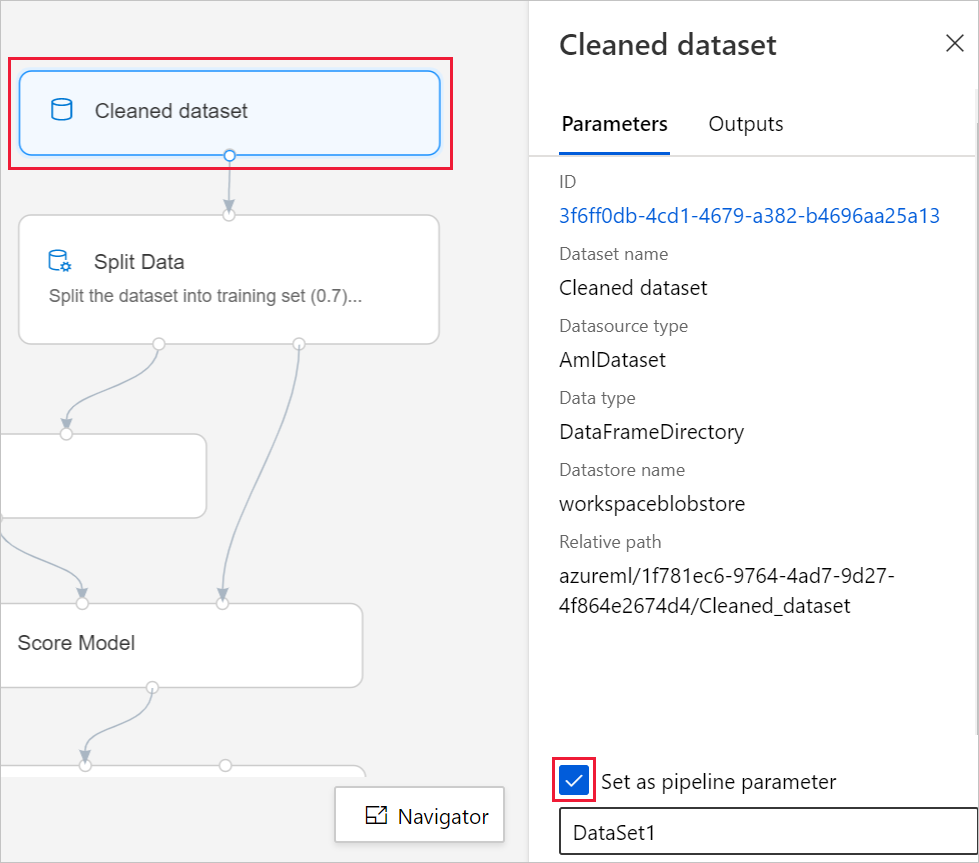 Cleaned dataset
Split Data
Split the dataset into training set (0.7)...
Score Model
Navigator
Cleaned dataset
Parameters
Outputs
ID
3f6ff0db-4cd1-4679-a382-b4696aa25a13
Dataset name
Cleaned dataset
Datasource type
AmlDataset
Data type
DataFrameDirectory
Datastore name
workspaceblobstore
Relative path
azureml/1f781ec6-9764-4ad7-9d27-
4f864e2674d4/Cleaned_dataset
Set as pipeline parameter
DataSet1